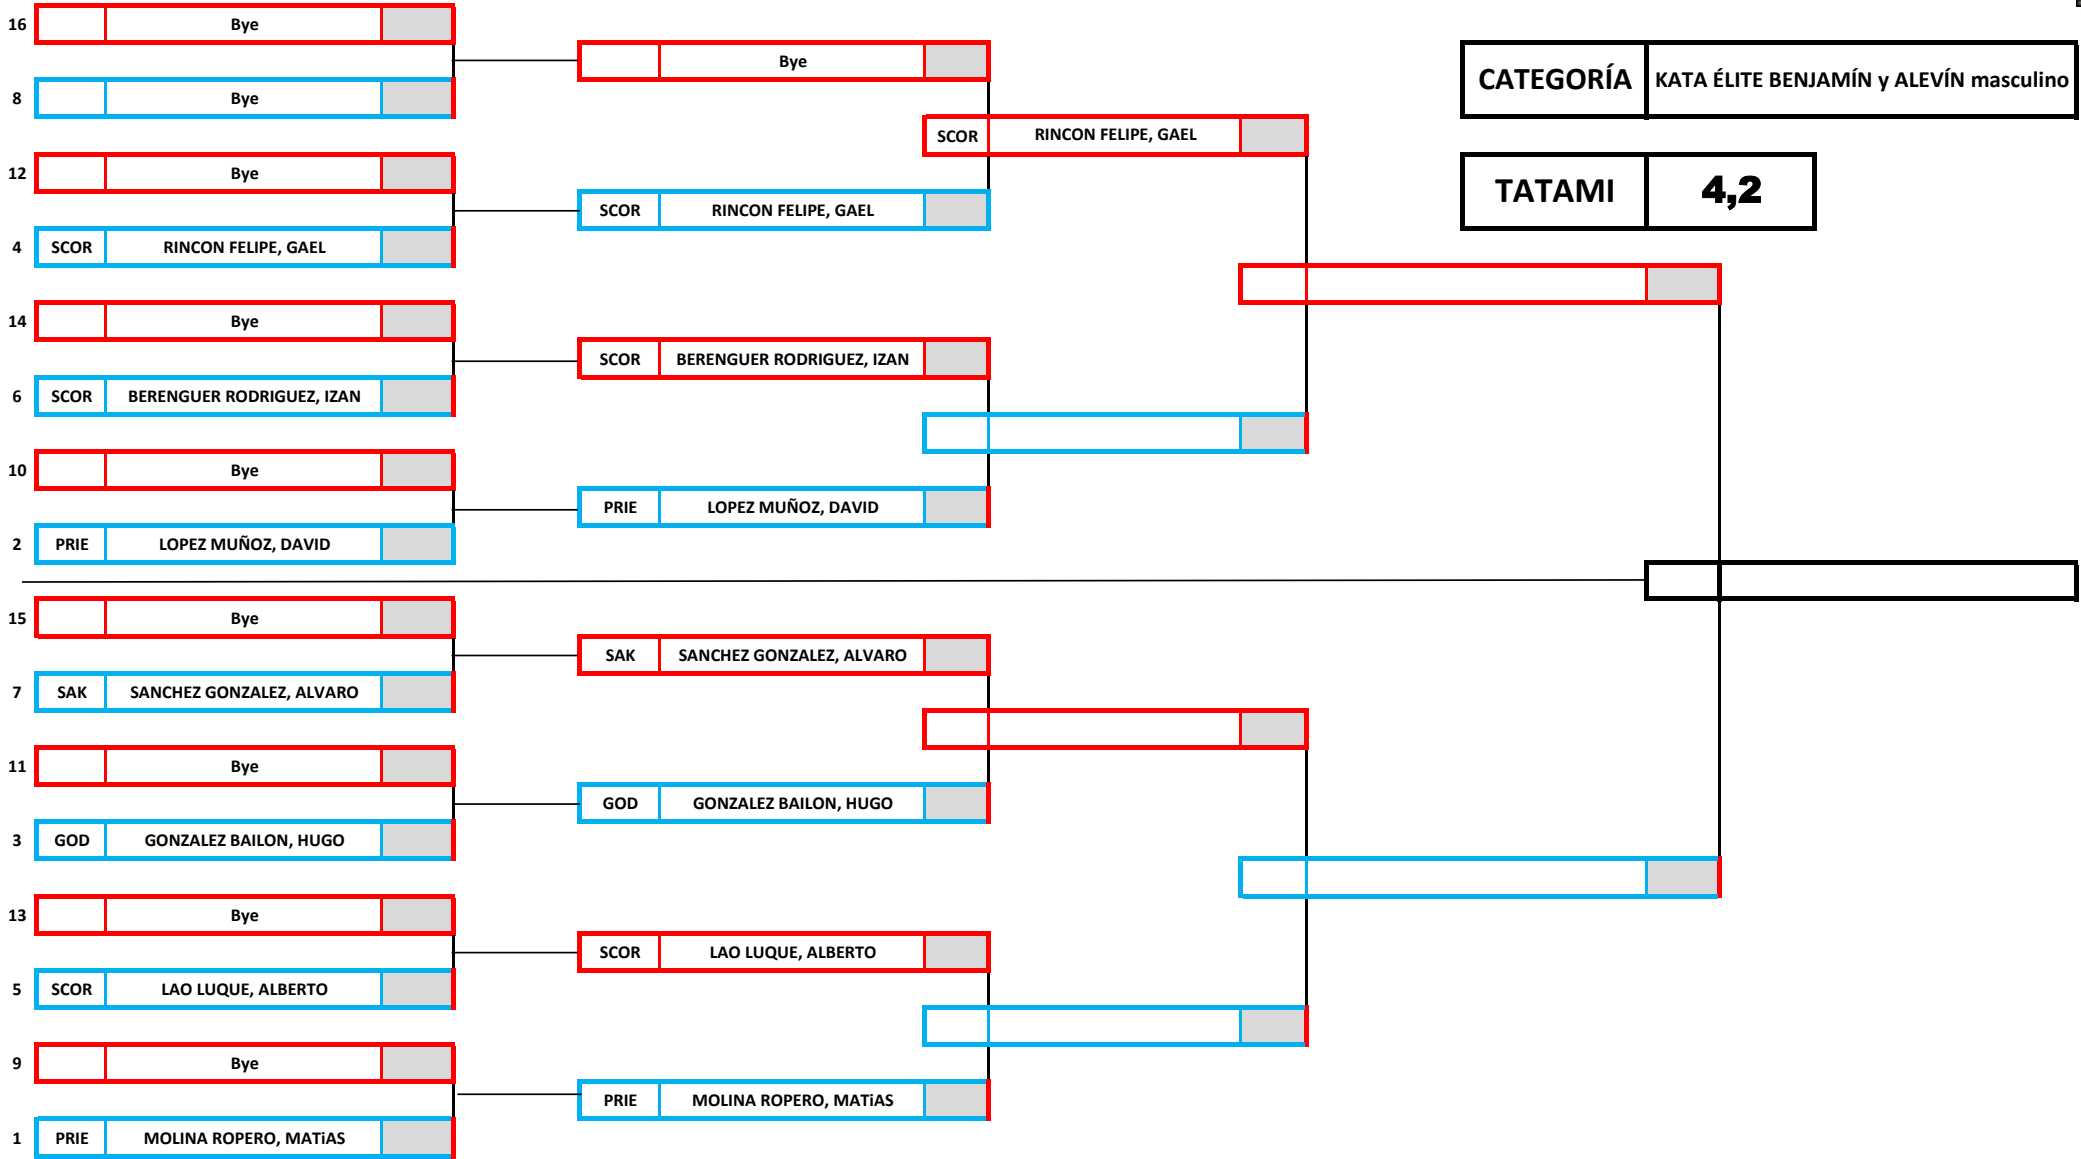 16 Bye
8 Bye
12 Bye
4 SCOR RINCON FELIPE, GAEL
14 Bye
6 SCOR BERENGUER RODRIGUEZ, IZAN
10 Bye
2 PRIE LOPEZ MUÑOZ, DAVID
15 Bye
7 SAK SANCHEZ GONZALEZ, ALVARO
11 Bye
3 GOD GONZALEZ BAILON, HUGO
13 Bye
5 SCOR LAO LUQUE, ALBERTO
9 Bye
1 PRIE MOLINA ROPERO, MATiAS
Bye
SCOR RINCON FELIPE, GAEL
SCOR BERENGUER RODRIGUEZ, IZAN
PRIE LOPEZ MUÑOZ, DAVID
SAK SANCHEZ GONZALEZ, ALVARO
GOD GONZALEZ BAILON, HUGO
SCOR LAO LUQUE, ALBERTO
PRIE MOLINA ROPERO, MATiAS
SCOR RINCON FELIPE, GAEL
CATEGORÍA KATA ÉLITE BENJAMÍN y ALEVÍN masculino
TATAMI 4,2